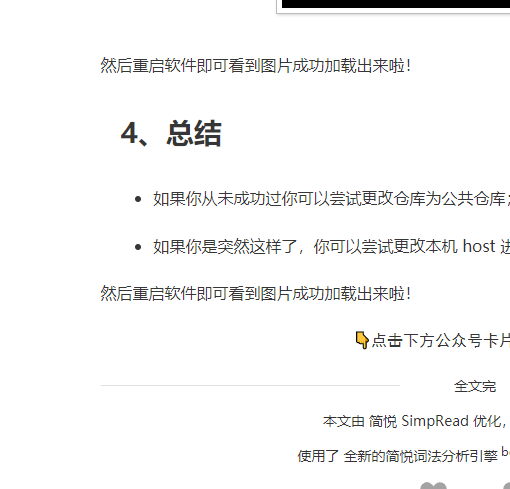 然后重启软件即可看到图片成功加载出来啦！
4、总结
如果你从未成功过你可以尝试更改仓库为公共仓库；
如果你是突然这样了，你可以尝试更改本机 host 进
然后重启软件即可看到图片成功加载出来啦！
👇点击下方公众号卡片
全文完
本文由 简悦 SimpRead 优化，
使用了 全新的简悦词法分析引擎